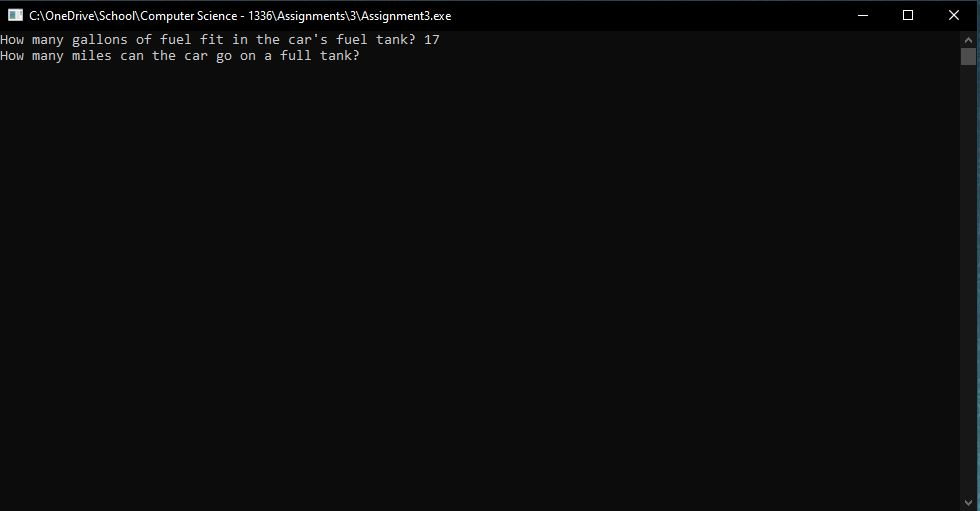 C:\OneDrive\School\Computer Science - 1336\Assignments\3\Assignment3.exe
How many gallons of fuel fit in the car's fuel tank? 17
How many miles can the car go on a full tank?